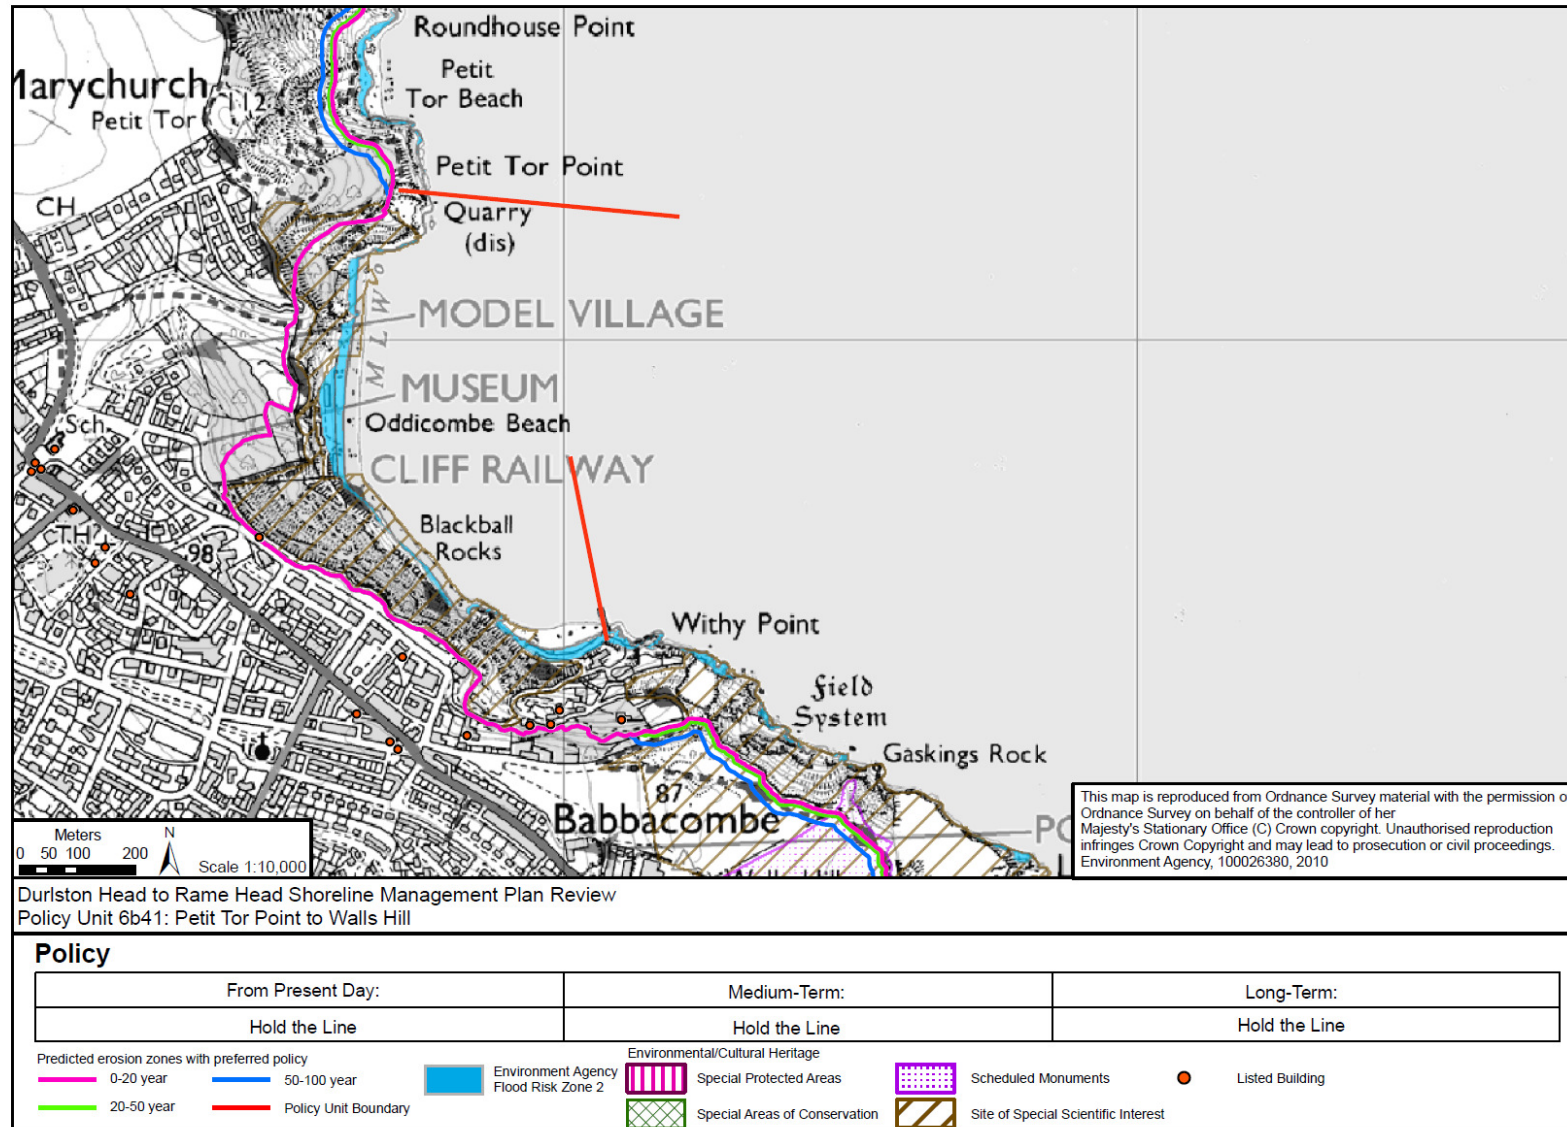 Roundhouse Point
Petit
Tor Beach
Marychurch
Petit Tor
112
Petit Tor Point
CH
Quarry
(dis)
MODEL VILLAGE
M L W
MUSEUM
Sch
Oddicombe Beach
CLIFF RAILWAY
Blackball
Rocks
TH
98
Withy Point
Field
System
Gaskings Rock
87
Babbacombe
Meters
N
0 50 100 200
Scale 1:10,000
This map is reproduced from Ordnance Survey material with the permission o
Ordnance Survey on behalf of the controller of her
Majesty's Stationary Office (C) Crown copyright. Unauthorised reproduction
infringes Crown Copyright and may lead to prosecution or civil proceedings.
Environment Agency, 100026380, 2010
Durlston Head to Rame Head Shoreline Management Plan Review
Policy Unit 6b41: Petit Tor Point to Walls Hill
Policy
From Present Day: Medium-Term: Long-Term:
Hold the Line Hold the Line Hold the Line
Predicted erosion zones with preferred policy
0-20 year
50-100 year
20-50 year
Policy Unit Boundary
Environment Agency
Flood Risk Zone 2
Environmental/Cultural Heritage
Special Protected Areas
Scheduled Monuments
Listed Building
Special Areas of Conservation
Site of Special Scientific Interest